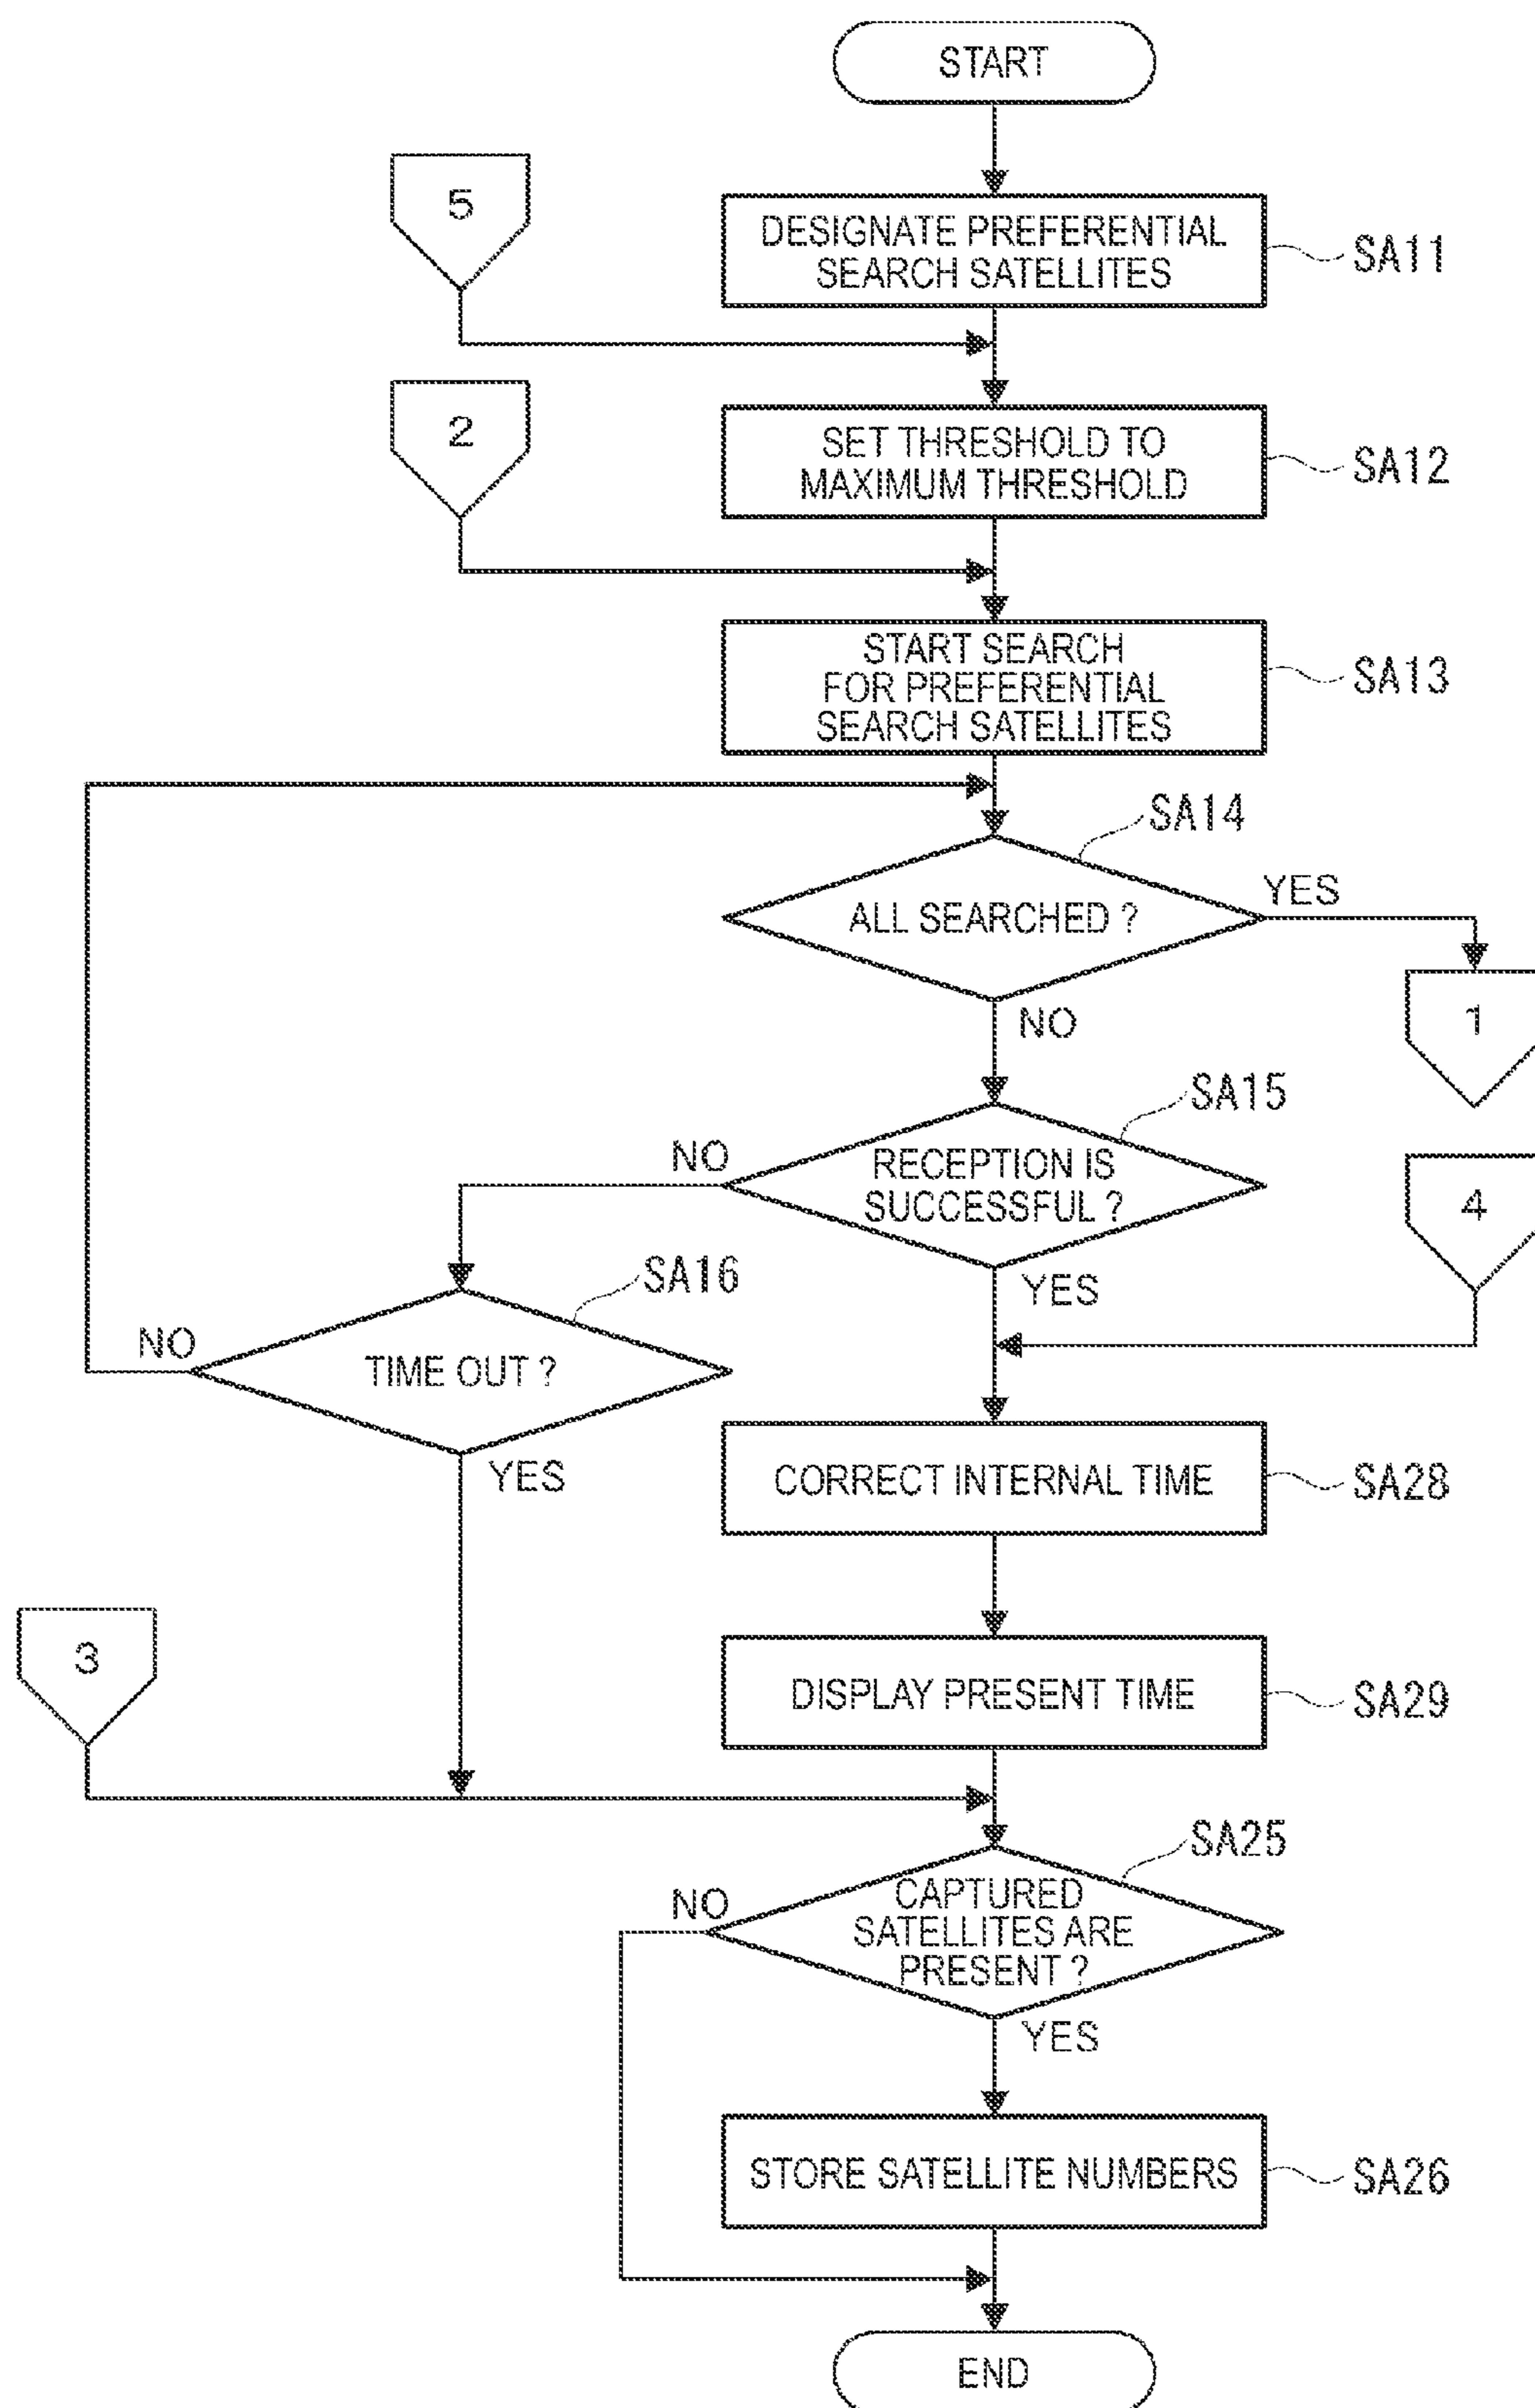 START
5
DESIGNATE PREFERENTIAL
SEARCH SATELLITES
SA11
2
SET THRESHOLD TO
MAXIMUM THRESHOLD
SA12
START SEARCH
FOR PREFERENTIAL
SEARCH SATELLITES
SA13
SA14
ALL SEARCHED ?
YES
NO
1
SA15
RECEPTION IS
SUCCESSFUL ?
NO
YES
4
SA16
TIME OUT ?
NO
YES
CORRECT INTERNAL TIME
SA28
3
DISPLAY PRESENT TIME
SA29
SA25
CAPTURED
SATELLITES ARE
PRESENT ?
NO
YES
STORE SATELLITE NUMBERS
SA26
END